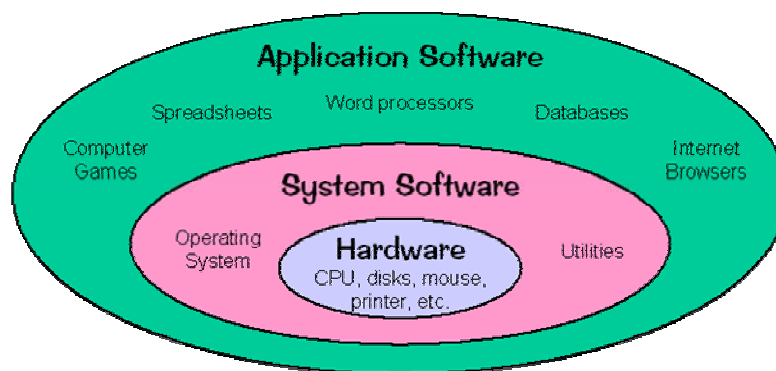 Application Software
Spreadsheets
Word processors
Databases
Computer
Games
Internet
Browsers
System Software
Operating
System
Utilities
Hardware
CPU, disks, mouse,
printer, etc.